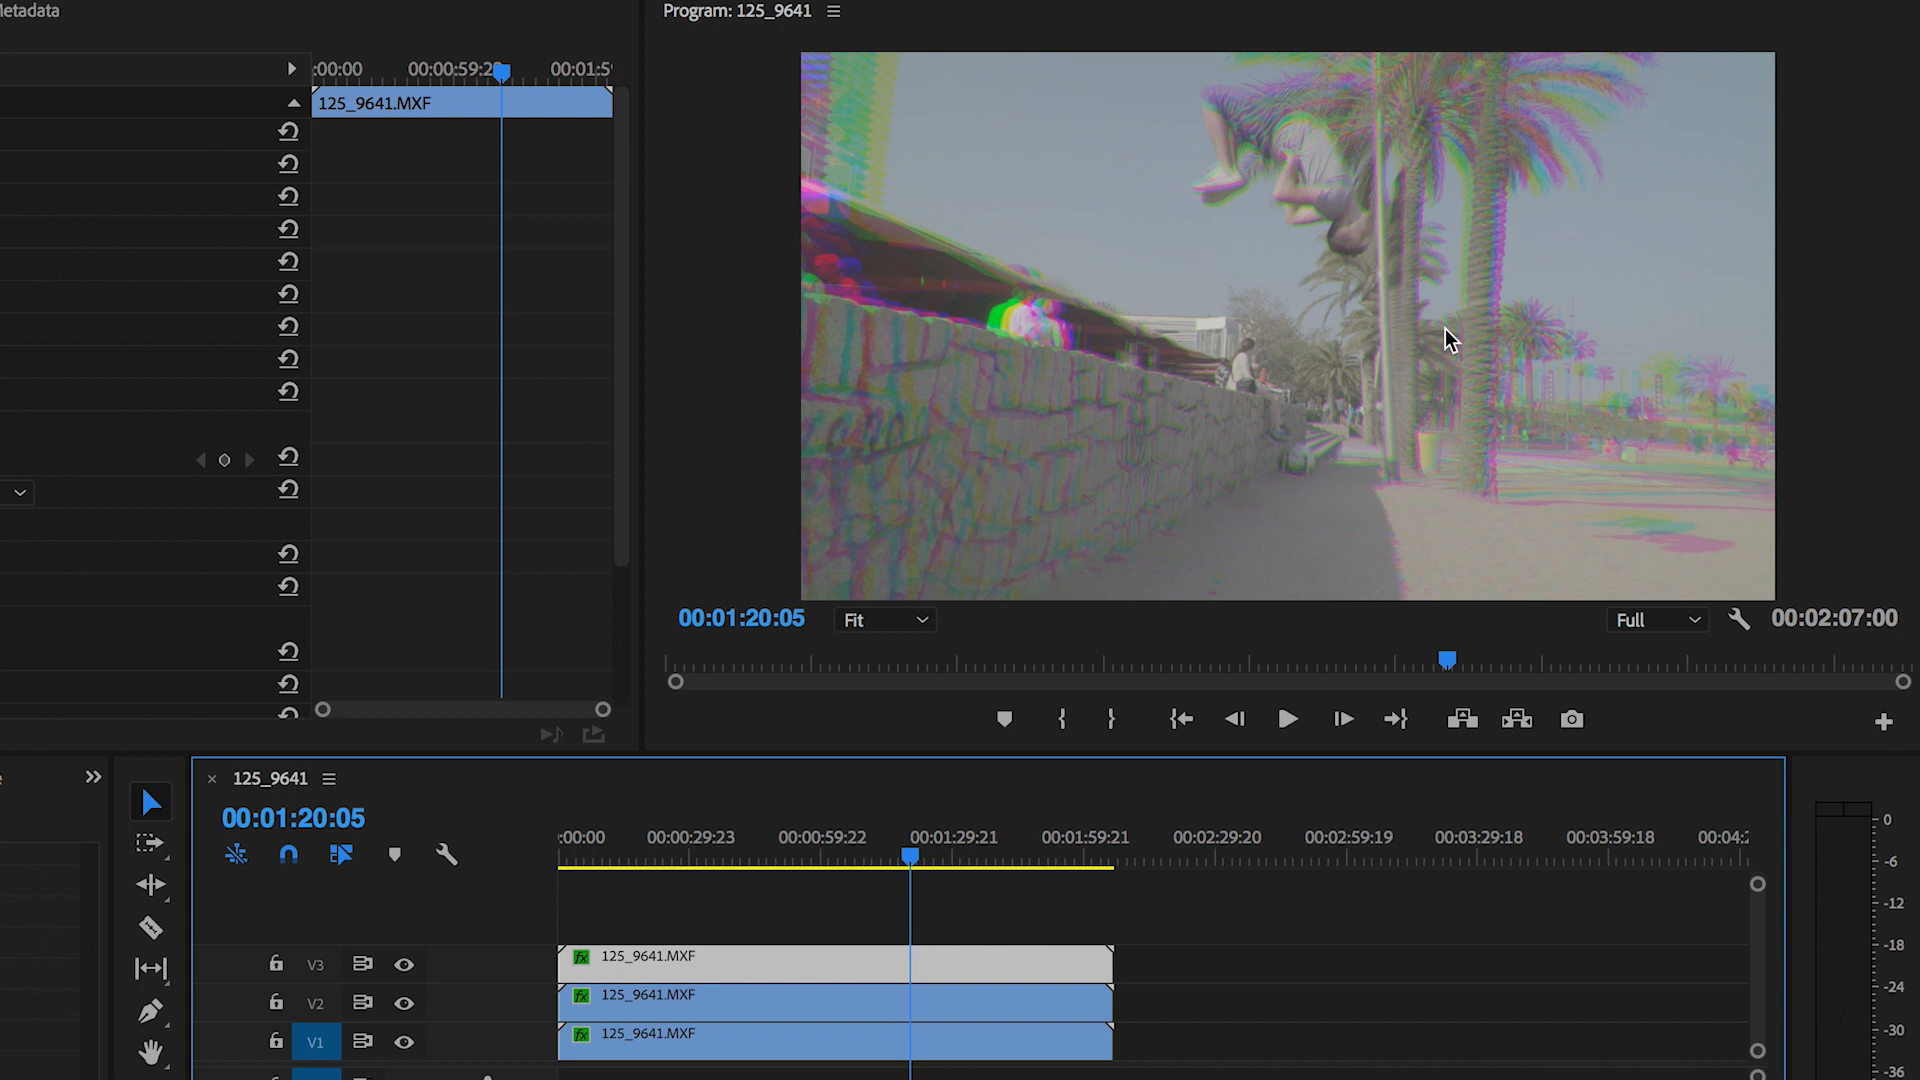 Metadata
Program: 125_9641
:00:00
00:00:59:2
00:01:5
125_9641.MXF
00:01:20:05
Fit
Full
00:02:07:00
125_9641
00:01:20:05
:00:00
00:00:29:23
00:00:59:22
00:01:29:21
00:01:59:21
00:02:29:20
00:02:59:19
00:03:29:18
00:03:59:18
00:04:2
V3
fx 125_9641.MXF
V2
fx 125_9641.MXF
V1
fx 125_9641.MXF
0
-6
-12
-18
-24
-30
-36